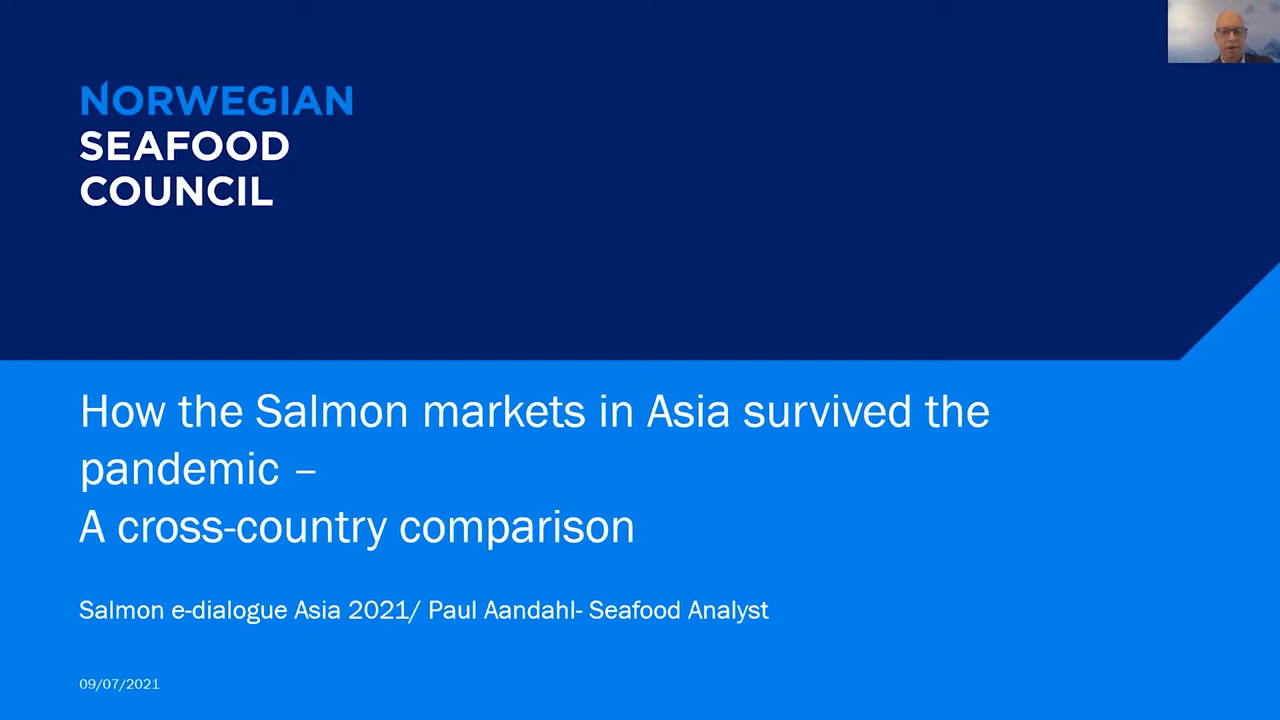 NORWEGIAN
SEAFOOD
COUNCIL
How the Salmon markets in Asia survived the
pandemic –
A cross-country comparison
Salmon e-dialogue Asia 2021/ Paul Aandahl- Seafood Analyst
09/07/2021